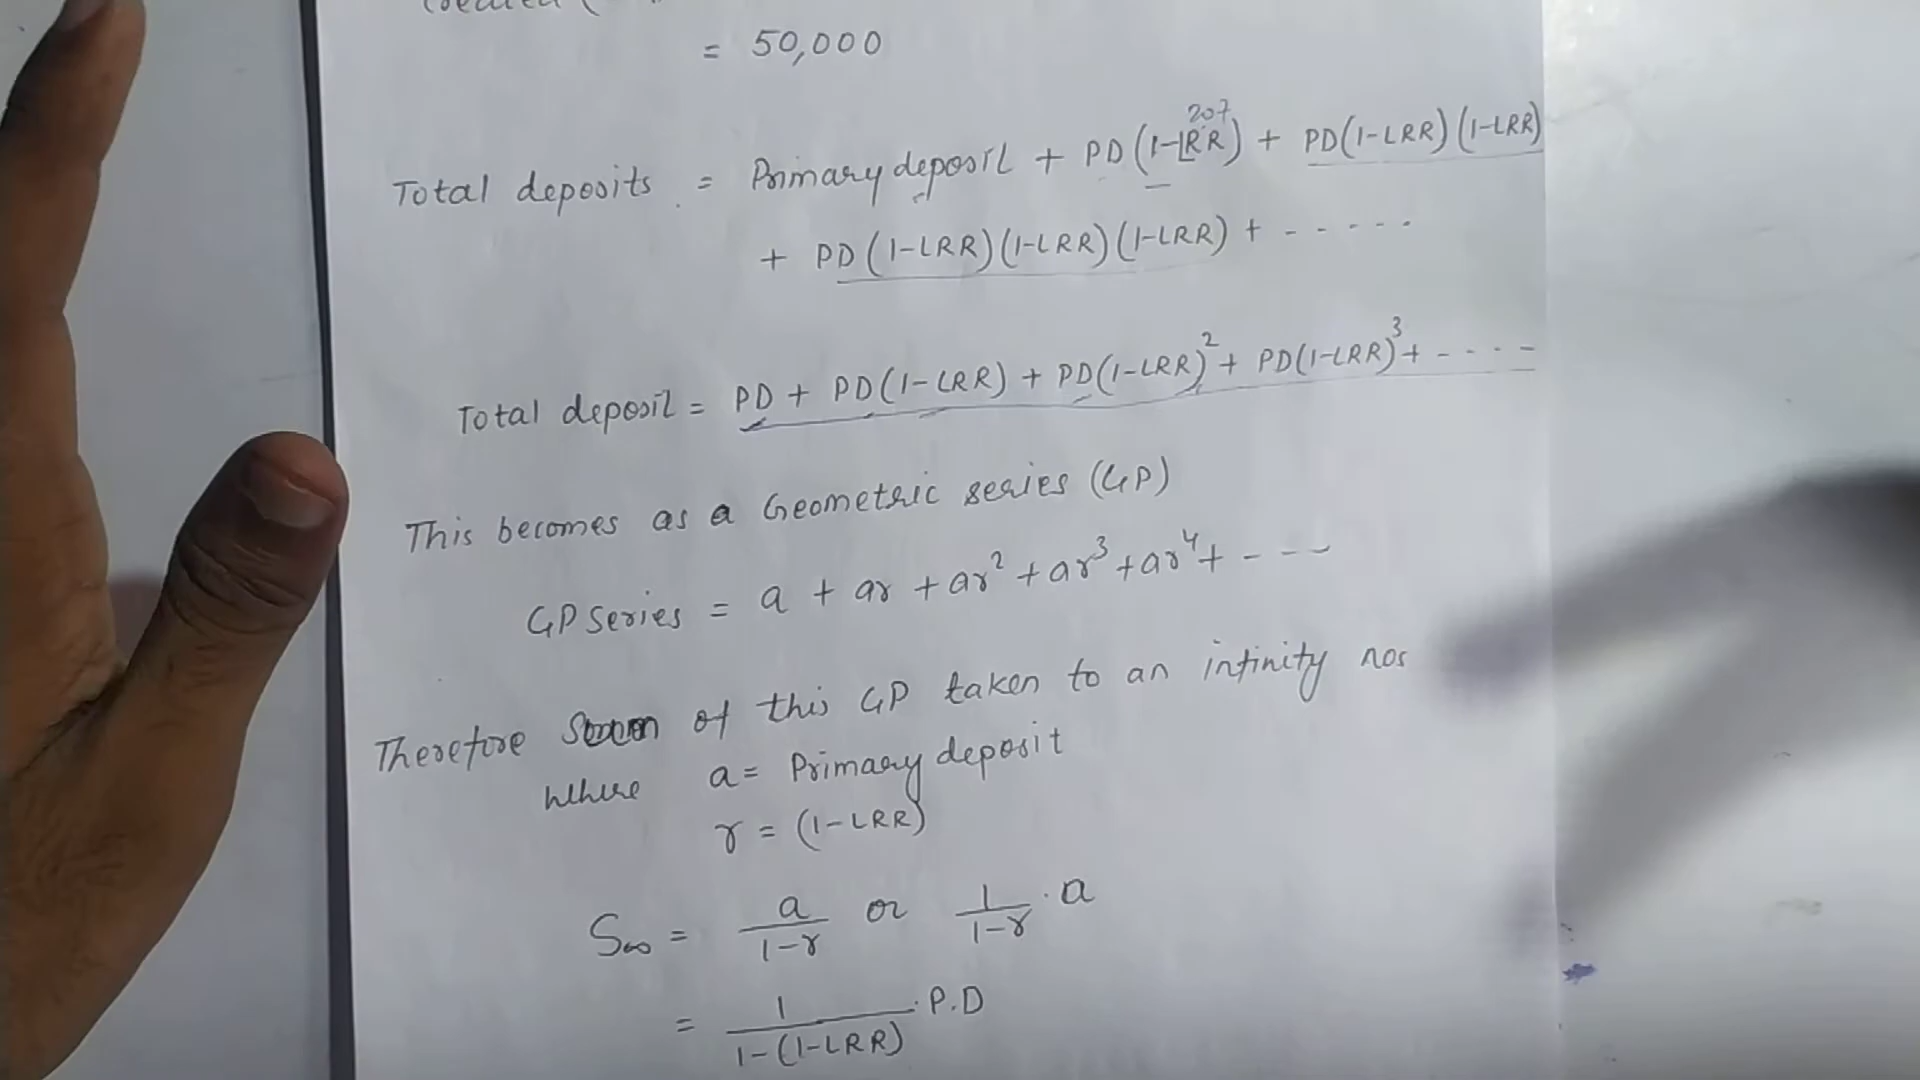 = 50,000
20%
Total deposits = Primary deposit + PD(1-LRR) + PD(1-LRR)(1-LRR)
+ PD(1-LRR)(1-LRR)(1-LRR) + - - - - -
Total deposit = PD + PD(1-LRR) + PD(1-LRR)² + PD(1-LRR)³ + - - - -
This becomes as a Geometric series (GP)
GP Series = a + ar + ar² + ar³ + ar⁴ + - - -
Therefore Sum of this GP taken to an infinity nos
where a = Primary deposit
r = (1-LRR)
S∞ = a/1-r or 1/1-r . a
= 1/1-(1-LRR) . P.D